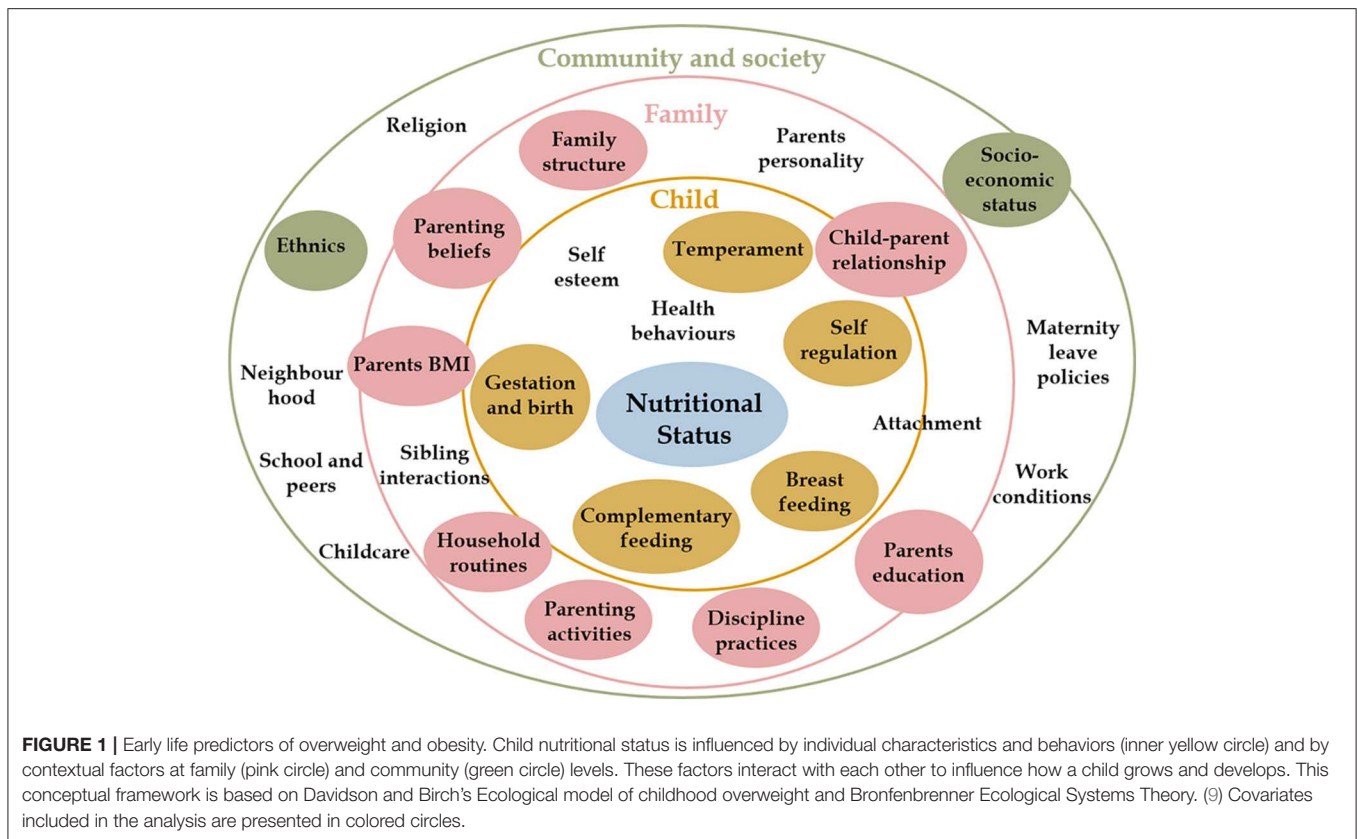 Community and society
Religion
Family
Family
structure
Parents
personality
Socio-
economic
status
Child
Parenting
beliefs
Ethnics
Temperament
Child-parent
relationship
Self
esteem
Health
behaviours
Self
regulation
Maternity
leave
policies
Neighbour
hood
Parents BMI
Gestation
and birth
Nutritional
Status
Attachment
School and
peers
Sibling
interactions
Breast
feeding
Work
conditions
Complementary
feeding
Childcare
Household
routines
Parents
education
Parenting
activities
Discipline
practices
FIGURE 1 | Early life predictors of overweight and obesity. Child nutritional status is influenced by individual characteristics and behaviors (inner yellow circle) and by
contextual factors at family (pink circle) and community (green circle) levels. These factors interact with each other to influence how a child grows and develops. This
conceptual framework is based on Davidson and Birch's Ecological model of childhood overweight and Bronfenbrenner Ecological Systems Theory. (9) Covariates
included in the analysis are presented in colored circles.